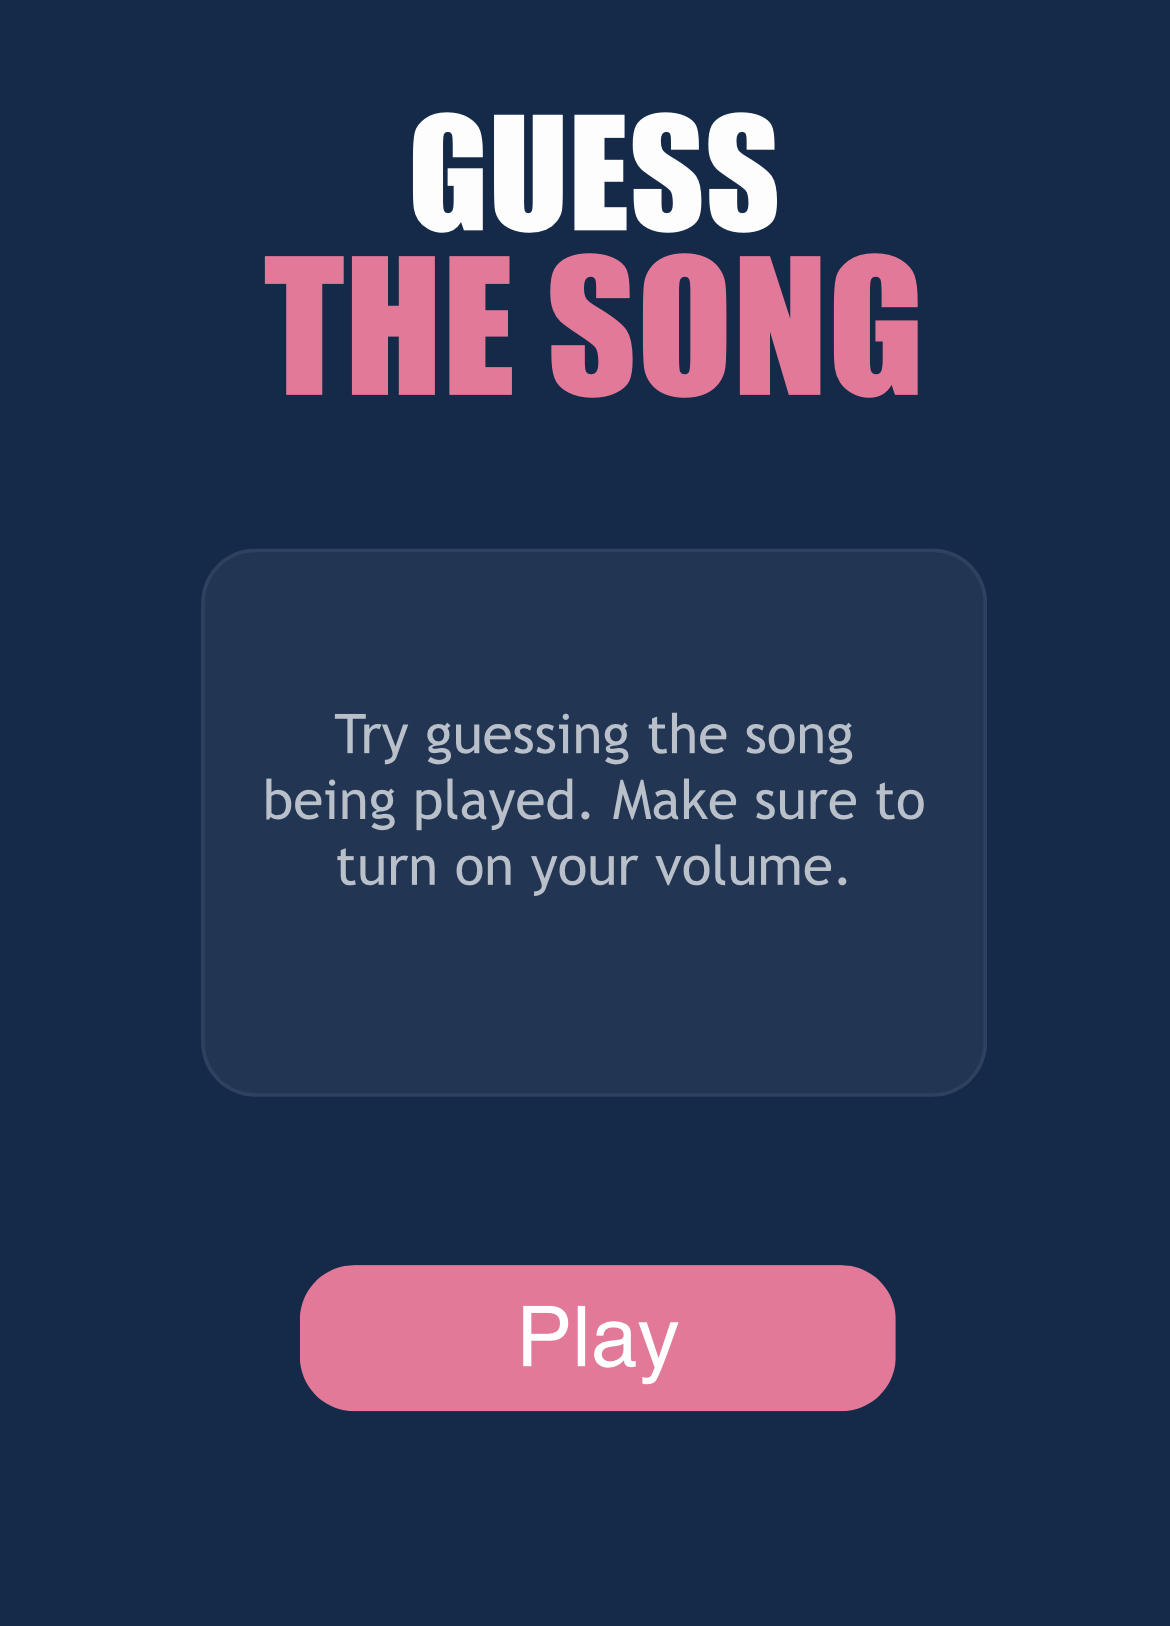 GUESS
THE SONG
Try guessing the song
being played. Make sure to
turn on your volume.
Play